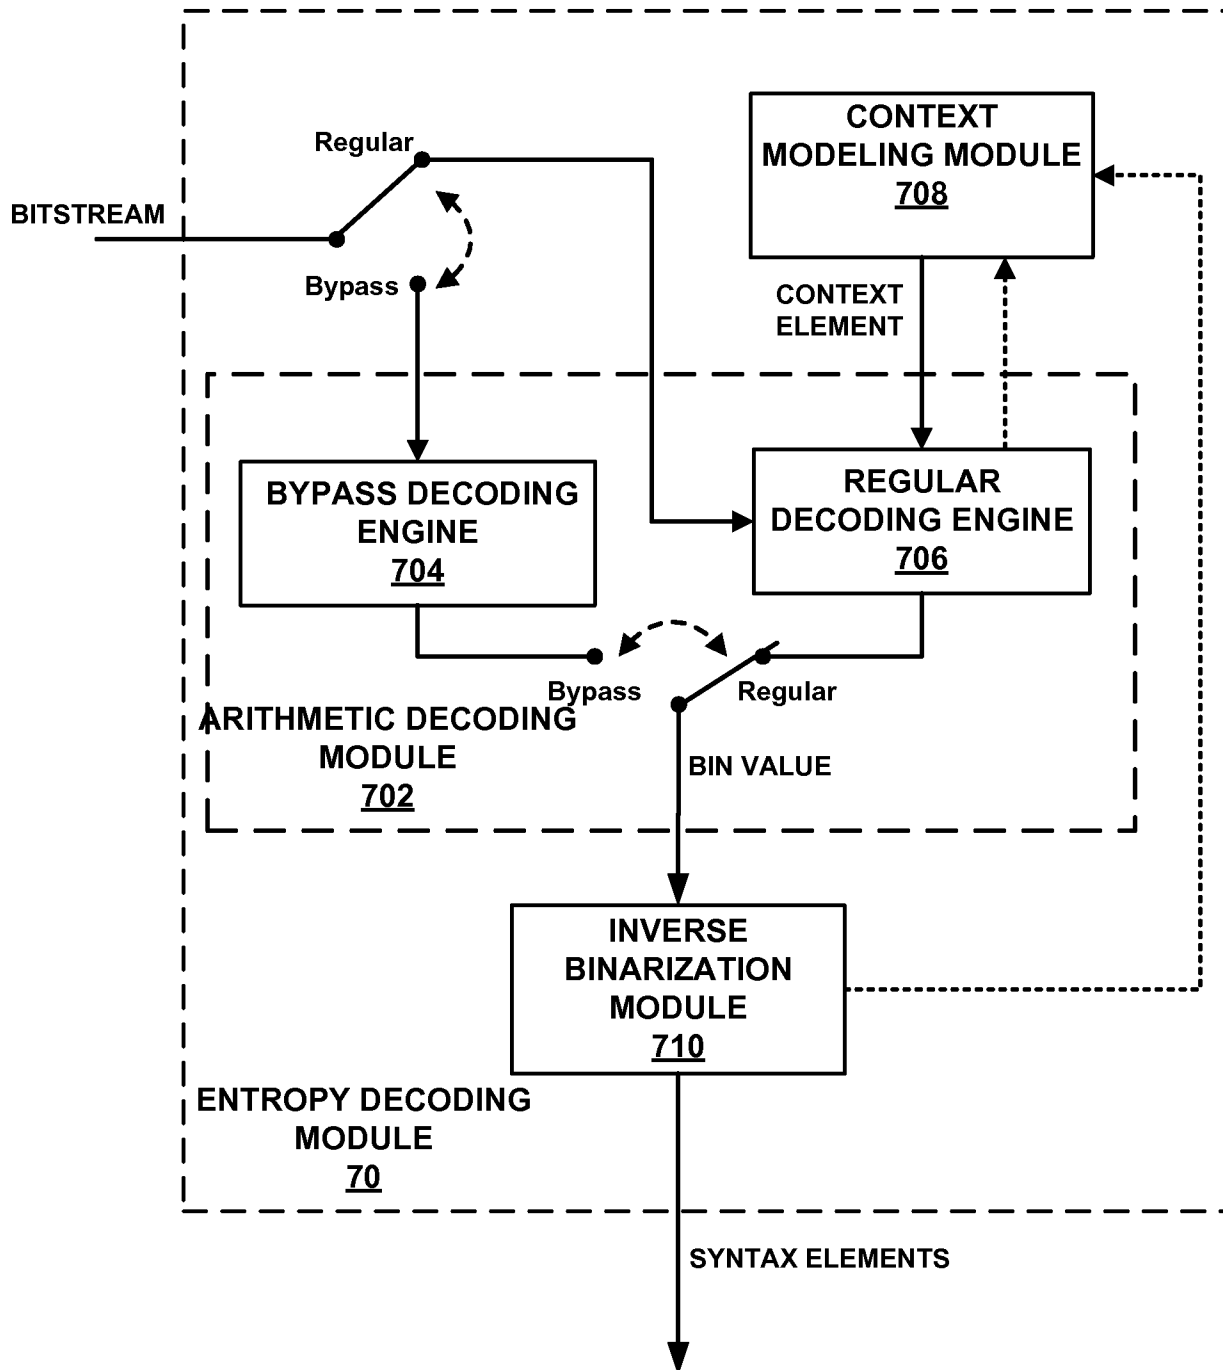 CONTEXT
MODELING MODULE
708
Regular
BITSTREAM
Bypass
CONTEXT
ELEMENT
BYPASS DECODING
ENGINE
704
REGULAR
DECODING ENGINE
706
Bypass
Regular
ARITHMETIC DECODING
MODULE
702
BIN VALUE
INVERSE
BINARIZATION
MODULE
710
ENTROPY DECODING
MODULE
70
SYNTAX ELEMENTS